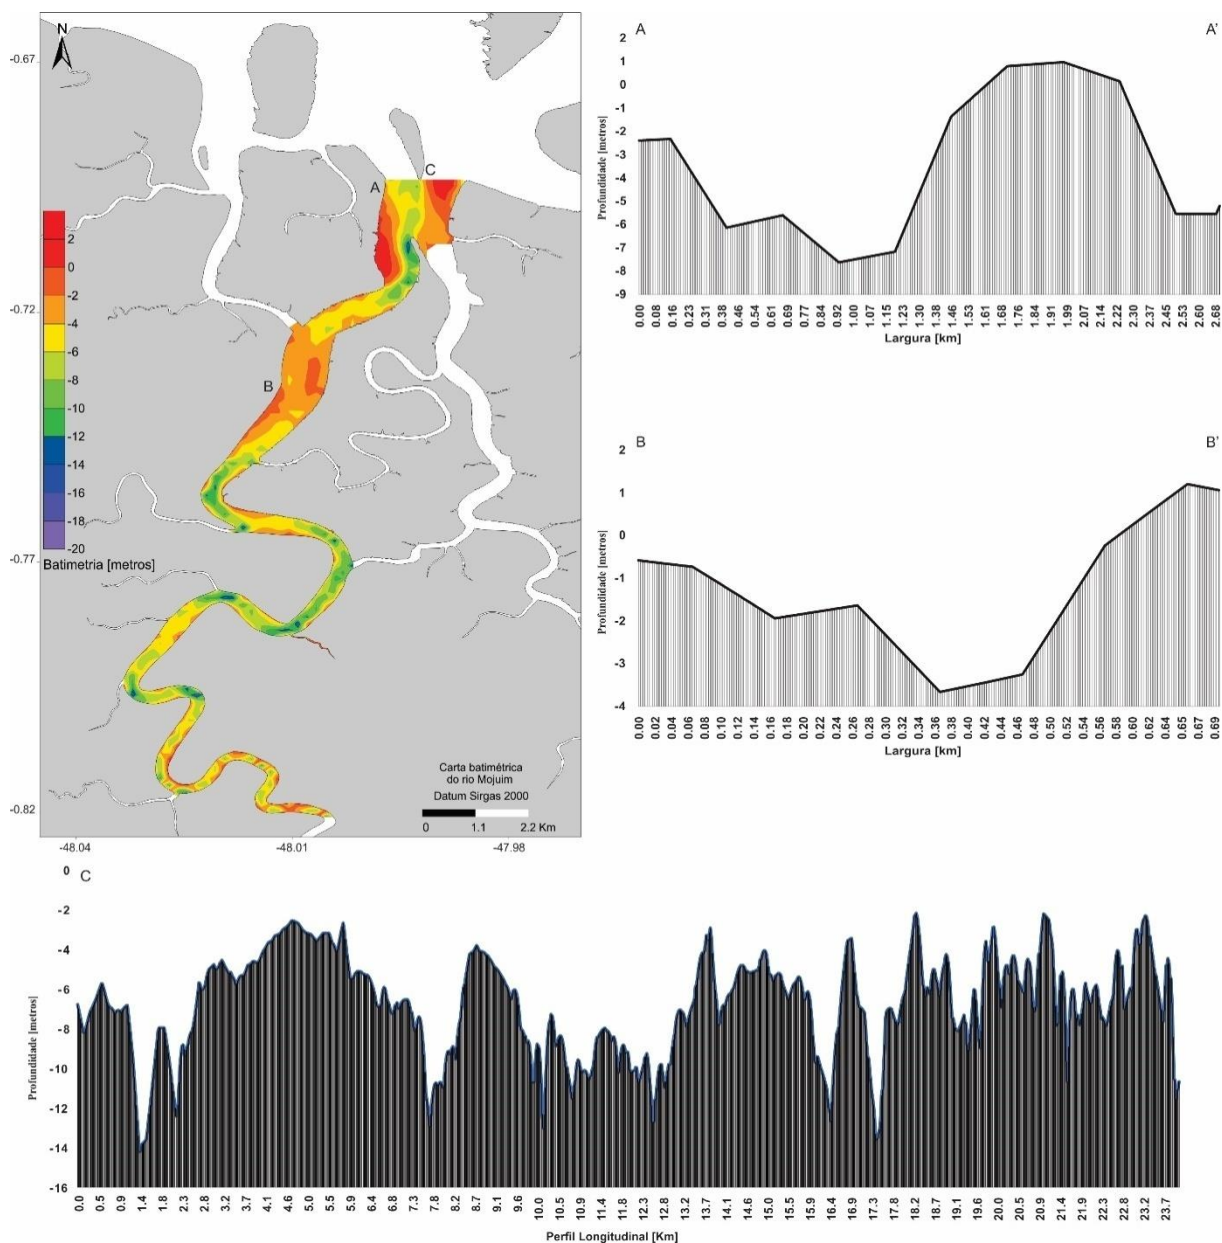 N
-0.67
-0.72
-0.77
-0.82
A
C
B
2
0
-2
-4
-6
-8
-10
-12
-14
-16
-18
-20
Batimetria [metros]
Carta batimétrica
do rio Mojuim
Datum Sirgas 2000
0 1.1 2.2 Km
-48.04 -48.01 -47.98
A A'
2
1
0
-1
-2
-3
-4
-5
-6
-7
-8
-9
Profundidade |metros|
0.00 0.08 0.16 0.23 0.31 0.38 0.46 0.54 0.61 0.69 0.84 0.92 1.00 1.07 1.15 1.23 1.30 1.38 1.46 1.53 1.61 1.68 1.76 1.84 1.91 1.99 2.07 2.14 2.22 2.30 2.37 2.45 2.53 2.60 2.68
Largura [km]
B B'
2
1
0
-1
-2
-3
-4
Profundidade |metros|
0.00 0.02 0.04 0.06 0.08 0.10 0.12 0.14 0.16 0.18 0.20 0.22 0.24 0.26 0.28 0.30 0.32 0.34 0.36 0.38 0.40 0.42 0.44 0.46 0.48 0.50 0.52 0.54 0.56 0.58 0.60 0.62 0.64 0.65 0.67 0.69
Largura [km]
C
0
-2
-4
-6
-8
-10
-12
-14
-16
Profundidade [metros]
0.0 0.5 0.9 1.4 1.8 2.3 2.8 3.2 3.7 4.1 4.6 5.0 5.5 5.9 6.4 6.8 7.3 7.8 8.2 8.7 9.1 9.6 10.0 10.5 10.9 11.4 11.8 12.3 12.8 13.2 13.7 14.1 14.6 15.0 15.5 15.9 16.4 16.9 17.3 17.8 18.2 18.7 19.1 19.6 20.0 20.5 20.9 21.4 21.9 22.3 22.8 23.2 23.7
Perfil Longitudinal [Km]